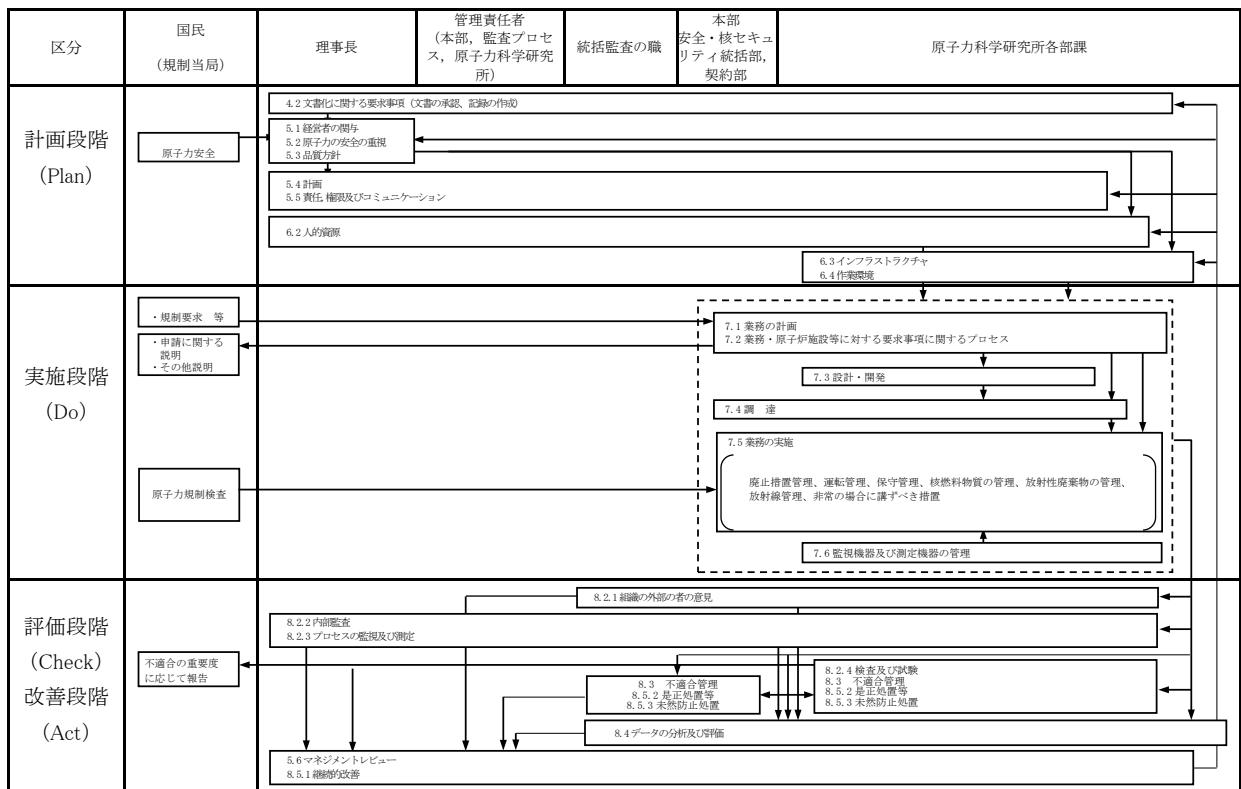 区分
国民
(規制当局)
理事長
管理責任者
(本部，監査プロセ
ス，原子力科学研究
所)
統括監査の職
本部
安全・核セキュ
リティ統括部，
契約部
原子力科学研究所各部課
計画段階
(Plan)
原子力安全
4.2 文書化に関する要求事項（文書の承認、記録の作成）
5.1 経営者の関与
5.2 原子力の安全の重視
5.3 品質方針
5.4 計画
5.5 責任，権限及びコミュニケーション
6.2 人的資源
6.3 インフラストラクチャ
6.4 作業環境
実施段階
(Do)
・規制要求　等
・申請に関する
説明
・その他説明
原子力規制検査
7.1 業務の計画
7.2 業務・原子炉施設等に対する要求事項に関するプロセス
7.3 設計・開発
7.4 調　達
7.5 業務の実施
廃止措置管理、運転管理、保守管理、核燃料物質の管理、放射性廃棄物の管理、
放射線管理、非常の場合に講ずべき措置
7.6 監視機器及び測定機器の管理
評価段階
(Check)
改善段階
(Act)
不適合の重要度
に応じて報告
8.2.1 組織の外部の者の意見
8.2.2 内部監査
8.2.3 プロセスの監視及び測定
8.3　不適合管理
8.5.2 是正処置等
8.5.3 未然防止処置
8.2.4 検査及び試験
8.3　不適合管理
8.5.2 是正処置等
8.5.3 未然防止処置
8.4 データの分析及び評価
5.6 マネジメントレビュー
8.5.1 継続的改善